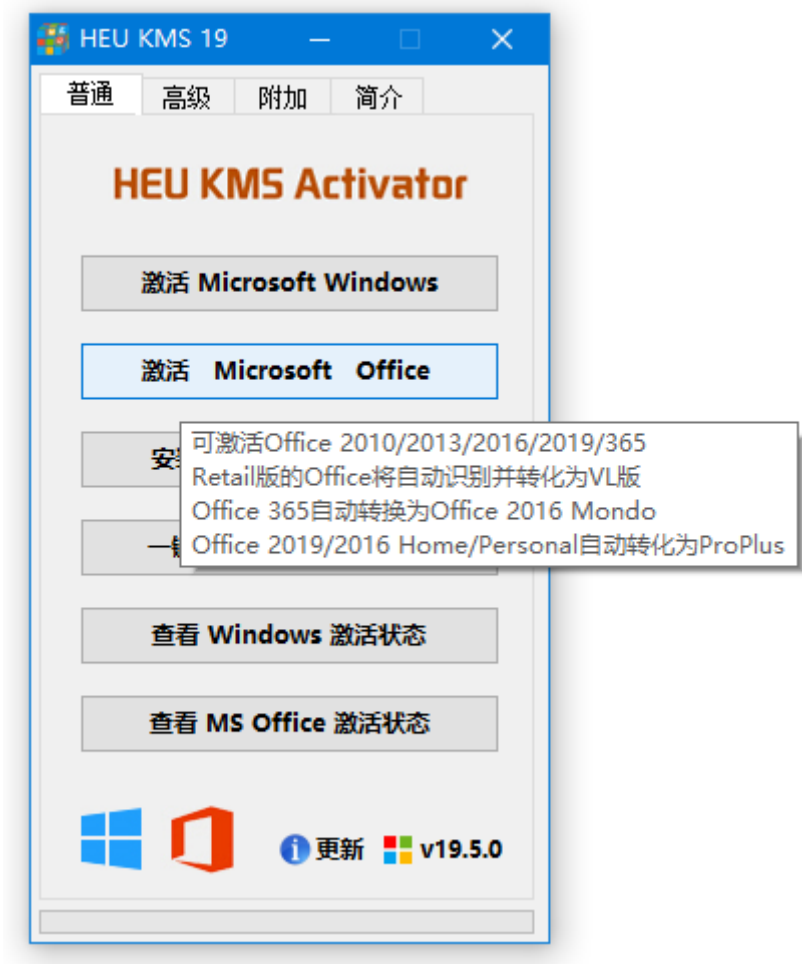 HEU KMS 19
普通 高级 附加 简介
HEU KMS Activator
激活 Microsoft Windows
激活 Microsoft Office
可激活Office 2010/2013/2016/2019/365
Retail版的Office将自动识别并转化为VL版
Office 365自动转换为Office 2016 Mondo
Office 2019/2016 Home/Personal自动转化为ProPlus
查看 Windows 激活状态
查看 MS Office 激活状态
更新 v19.5.0